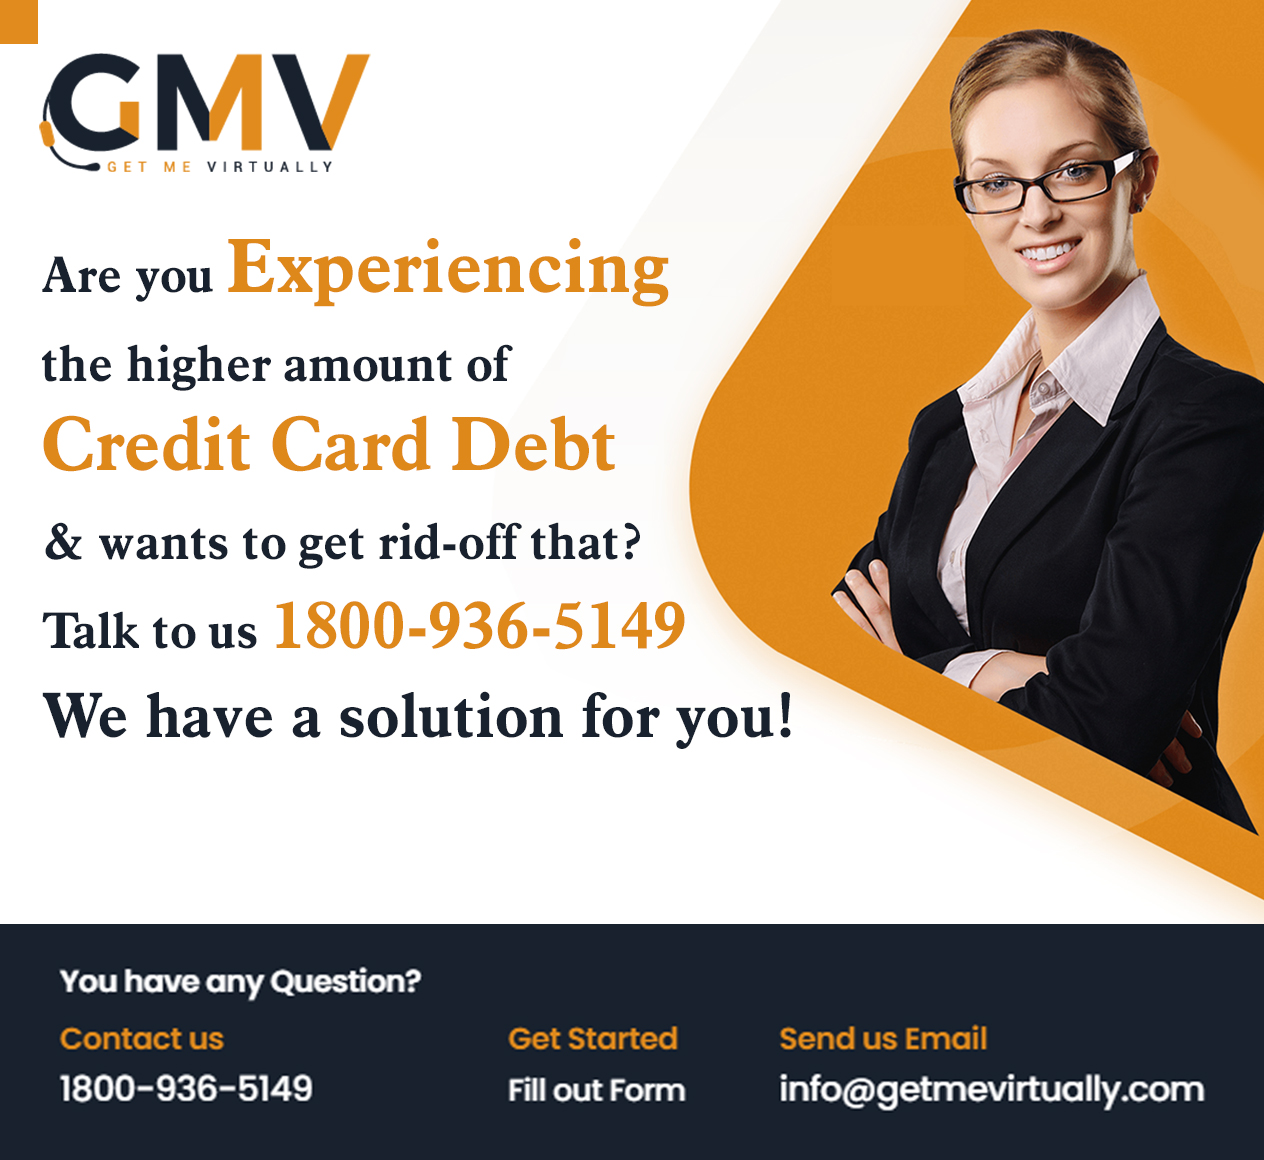 GMV
GET ME VIRTUALLY
Are you Experiencing
the higher amount of
Credit Card Debt
& wants to get rid-off that?
Talk to us 1800-936-5149
We have a solution for you!
You have any Question?
Contact us
1800-936-5149
Get Started
Fill out Form
Send us Email
info@getmevirtually.com